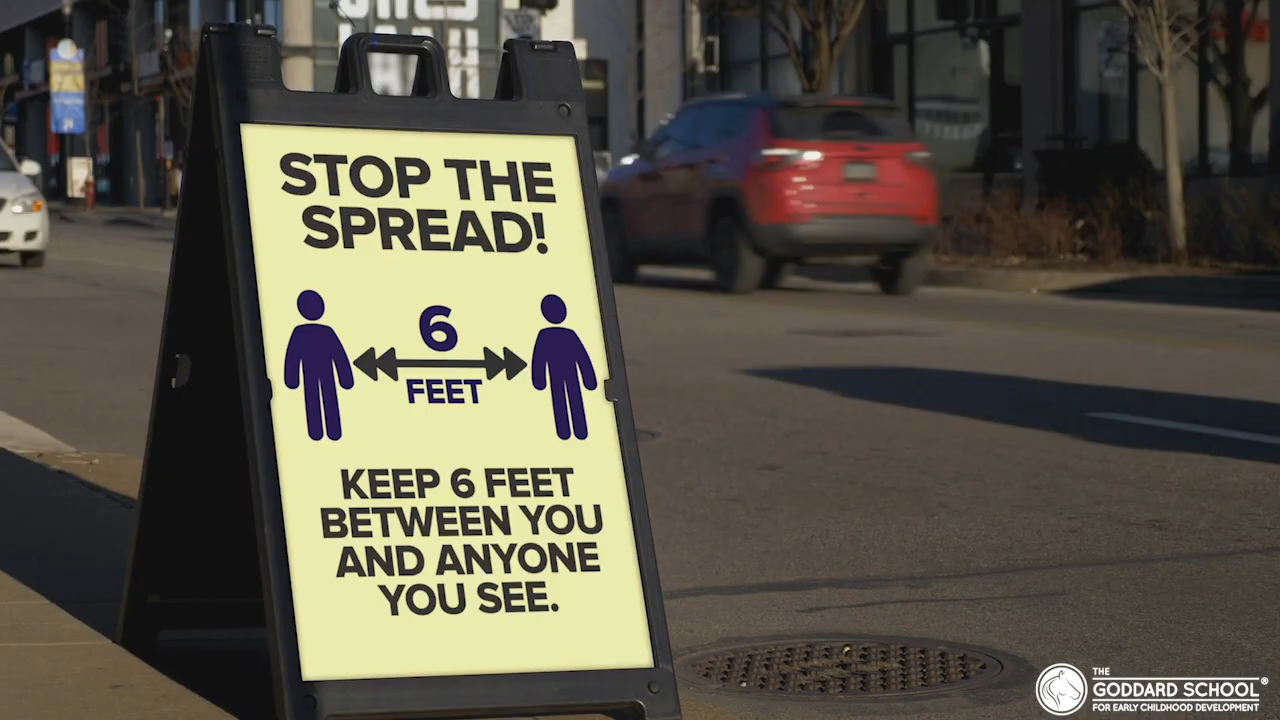 STOP THE
SPREAD!
6
FEET
KEEP 6 FEET
BETWEEN YOU
AND ANYONE
YOU SEE.
THE
GODDARD SCHOOL®
FOR EARLY CHILDHOOD DEVELOPMENT